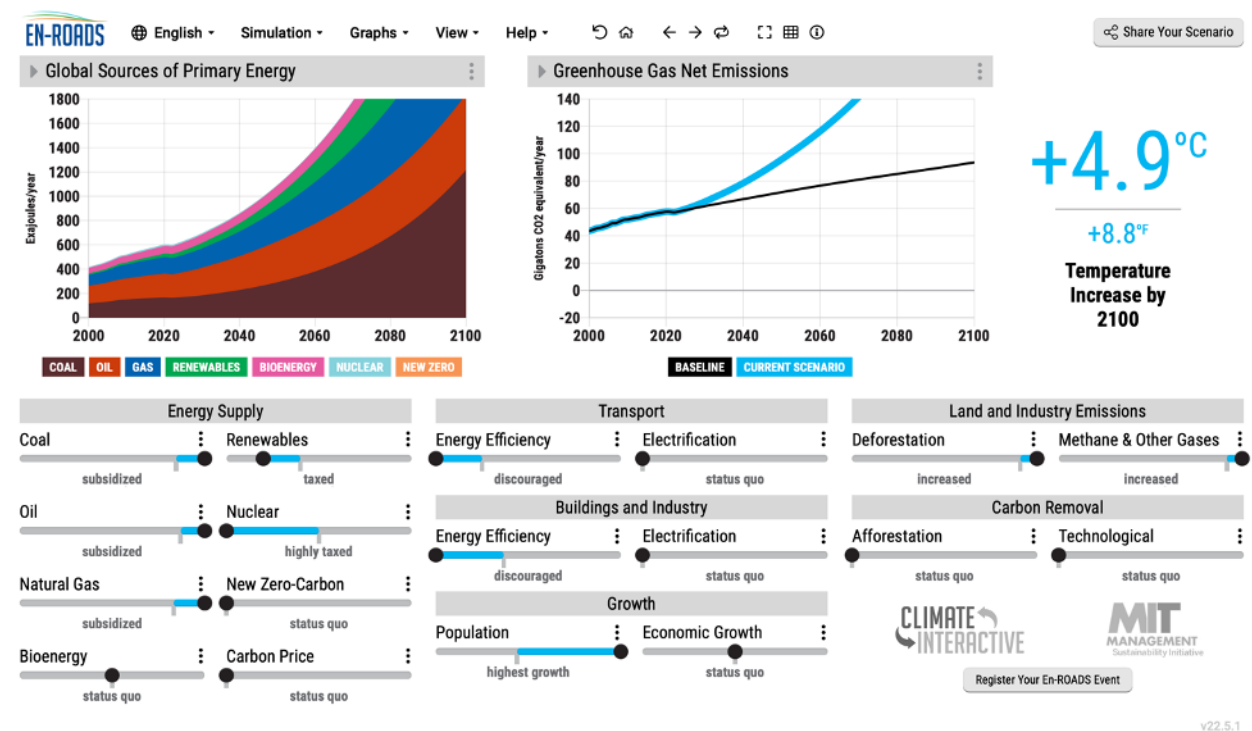 EN-ROADS
English
Simulation
Graphs
View
Help
Share Your Scenario
Global Sources of Primary Energy
1800
1600
1400
1200
1000
800
600
400
200
0
Exajoules/year
2000 2020 2040 2060 2080 2100
COAL OIL GAS RENEWABLES BIOENERGY NUCLEAR NEW ZERO
Greenhouse Gas Net Emissions
140
120
100
80
60
40
20
0
-20
Gigatons CO2 equivalent/year
2000 2020 2040 2060 2080 2100
BASELINE CURRENT SCENARIO
+4.9°C
+8.8°F
Temperature
Increase by
2100
Energy Supply
Coal
subsidized
Renewables
taxed
Oil
subsidized
Nuclear
highly taxed
Natural Gas
subsidized
New Zero-Carbon
status quo
Bioenergy
status quo
Carbon Price
status quo
Transport
Energy Efficiency
discouraged
Electrification
status quo
Buildings and Industry
Energy Efficiency
discouraged
Electrification
status quo
Growth
Population
highest growth
Economic Growth
status quo
Land and Industry Emissions
Deforestation
increased
Methane & Other Gases
increased
Carbon Removal
Afforestation
status quo
Technological
status quo
CLIMATE
INTERACTIVE
MIT
MANAGEMENT
Sustainability Initiative
Register Your En-ROADS Event
v22.5.1